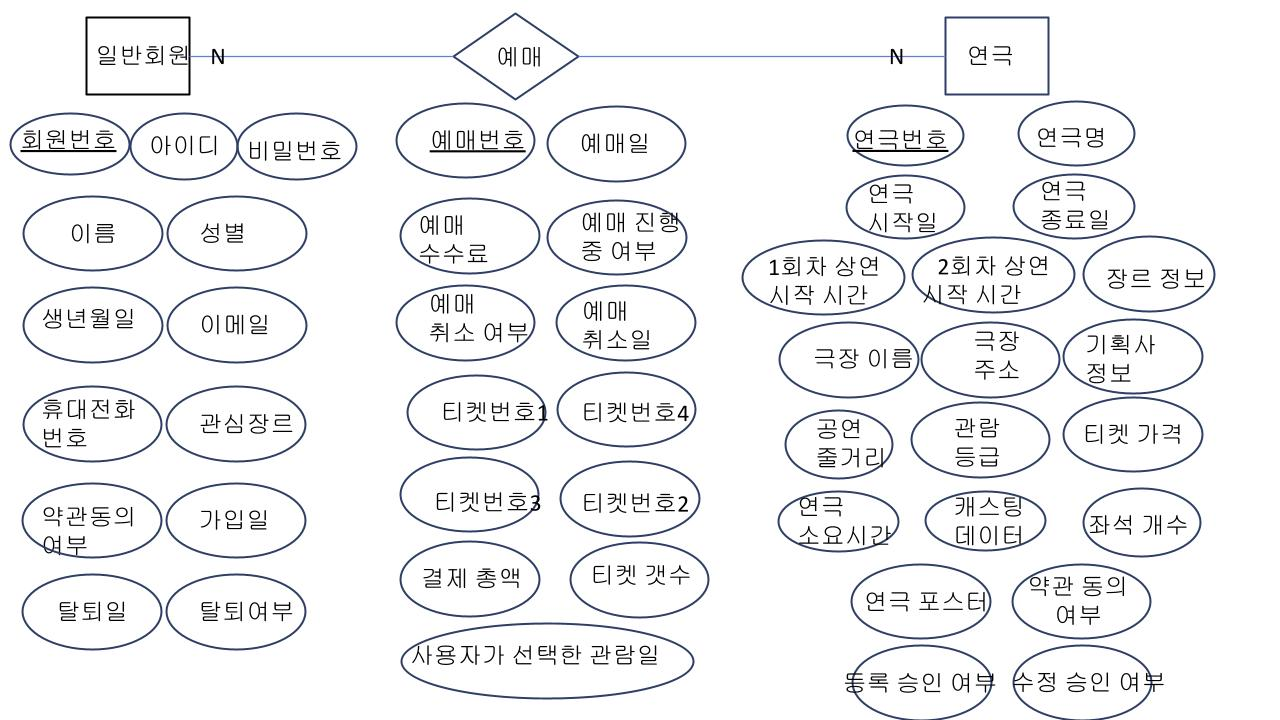 일반회원
N
예매
N
연극
회원번호
아이디
비밀번호
이름
성별
생년월일
이메일
휴대전화
번호
관심장르
약관동의
여부
가입일
탈퇴일
탈퇴여부
예매번호
예매일
예매
수수료
예매 진행
중 여부
예매
취소 여부
예매
취소일
티켓번호1
티켓번호4
티켓번호3
티켓번호2
결제 총액
티켓 갯수
사용자가 선택한 관람일
연극번호
연극명
연극
시작일
연극
종료일
1회차 상연
시작 시간
2회차 상연
시작 시간
장르 정보
극장 이름
극장
주소
기획사
정보
공연
줄거리
관람
등급
티켓 가격
연극
소요시간
캐스팅
데이터
좌석 개수
연극 포스터
약관 동의
여부
등록 승인 여부
수정 승인 여부